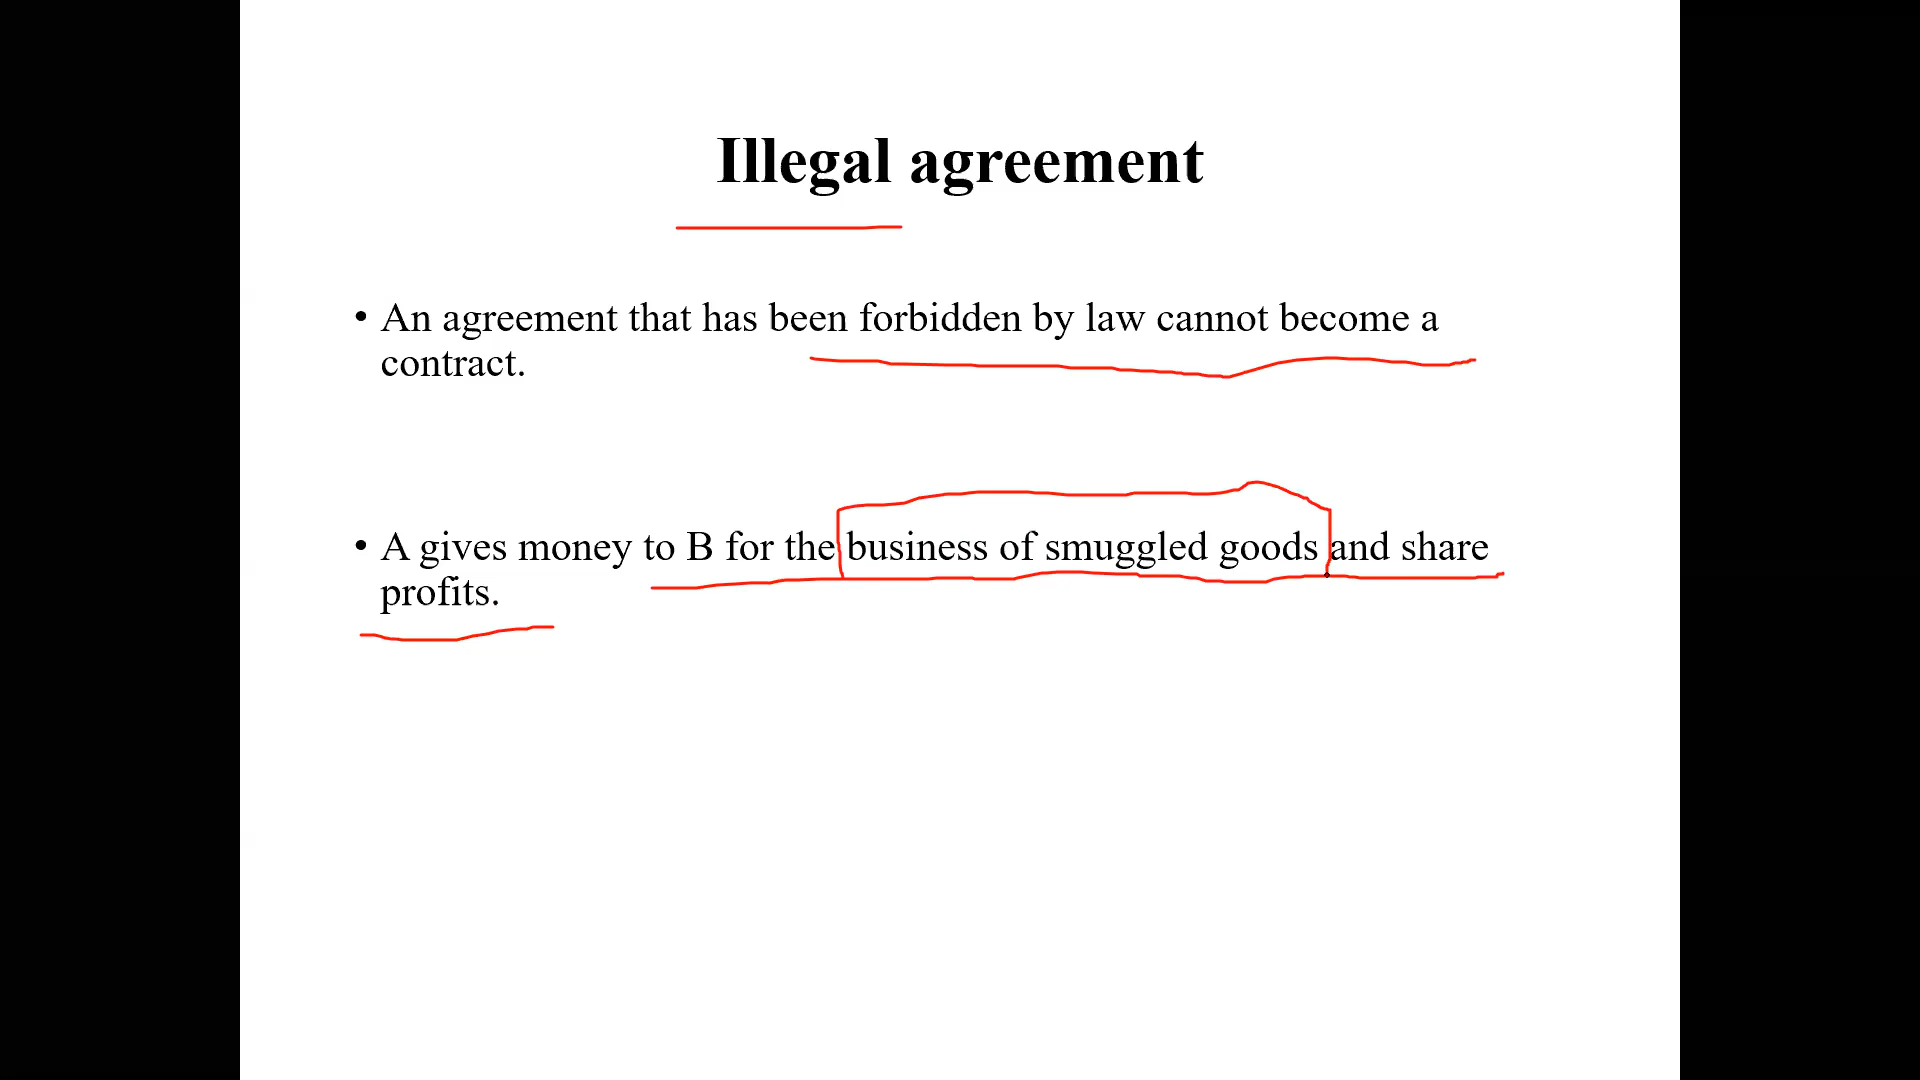 Illegal agreement
• An agreement that has been forbidden by law cannot become a
contract.
• A gives money to B for the business of smuggled goods and share
profits.